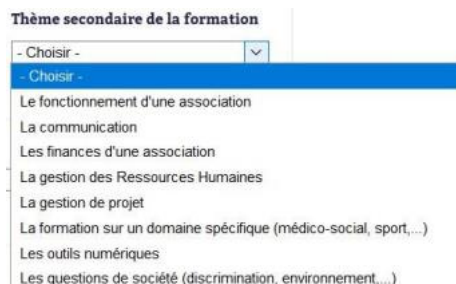 Thème secondaire de la formation
- Choisir -
- Choisir -
Le fonctionnement d'une association
La communication
Les finances d'une association
La gestion des Ressources Humaines
La gestion de projet
La formation sur un domaine spécifique (médico-social, sport,...)
Les outils numériques
Les questions de société (discrimination, environnement,...)